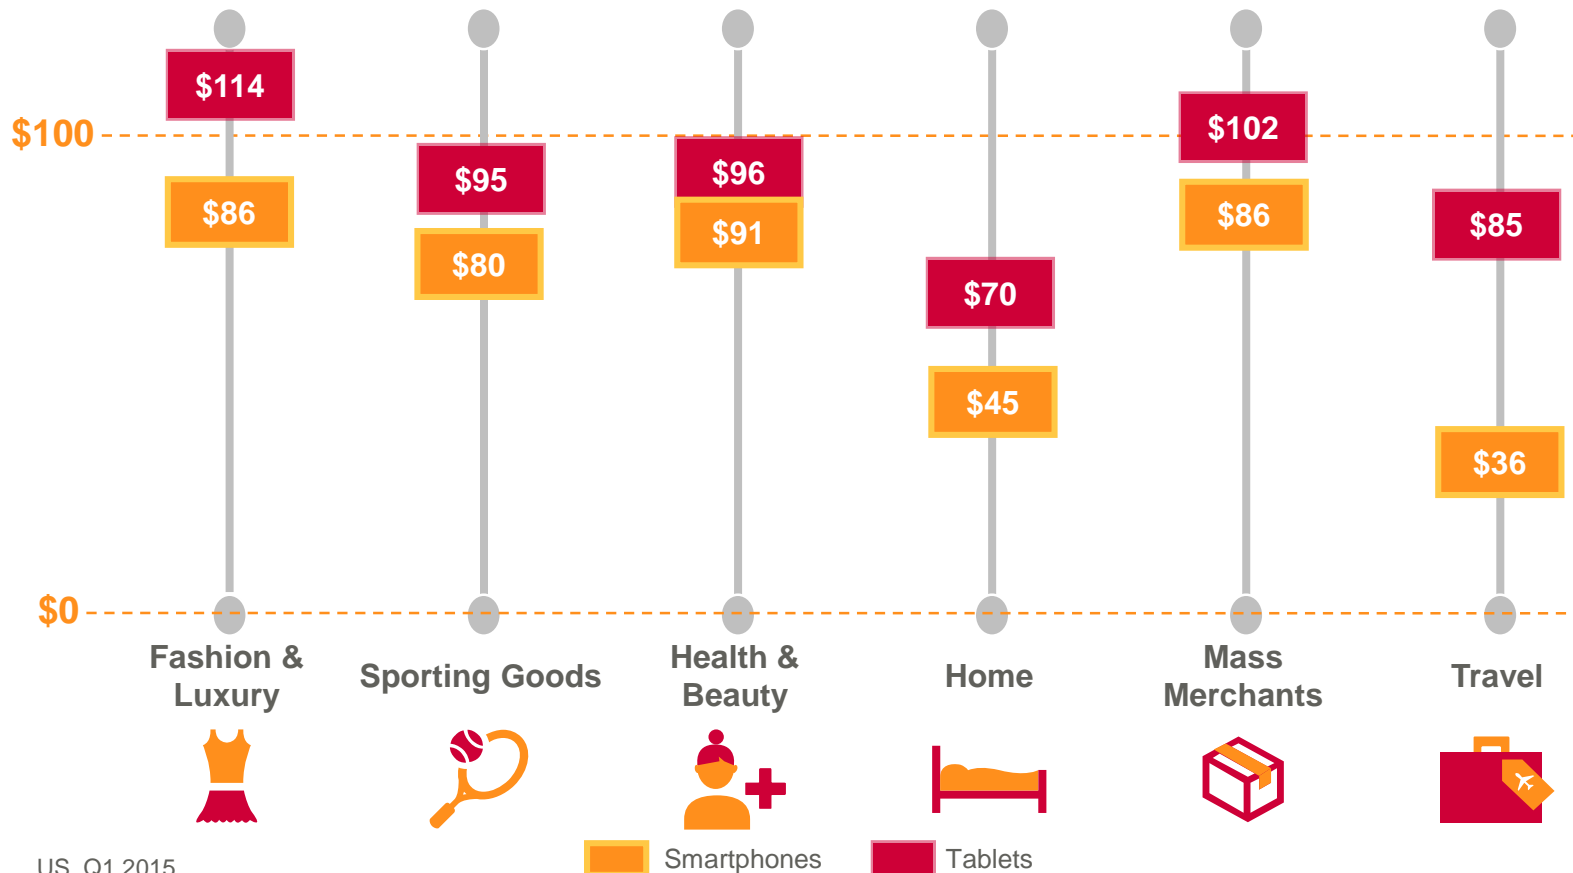 $114
$100
$102
$96
$95
$86
$86
$91
$85
$80
$70
$45
$36
$0
Fashion &
Luxury
Sporting Goods
Health &
Beauty
Home
Mass
Merchants
Travel
Smartphones
Tablets
US, Q1 2015